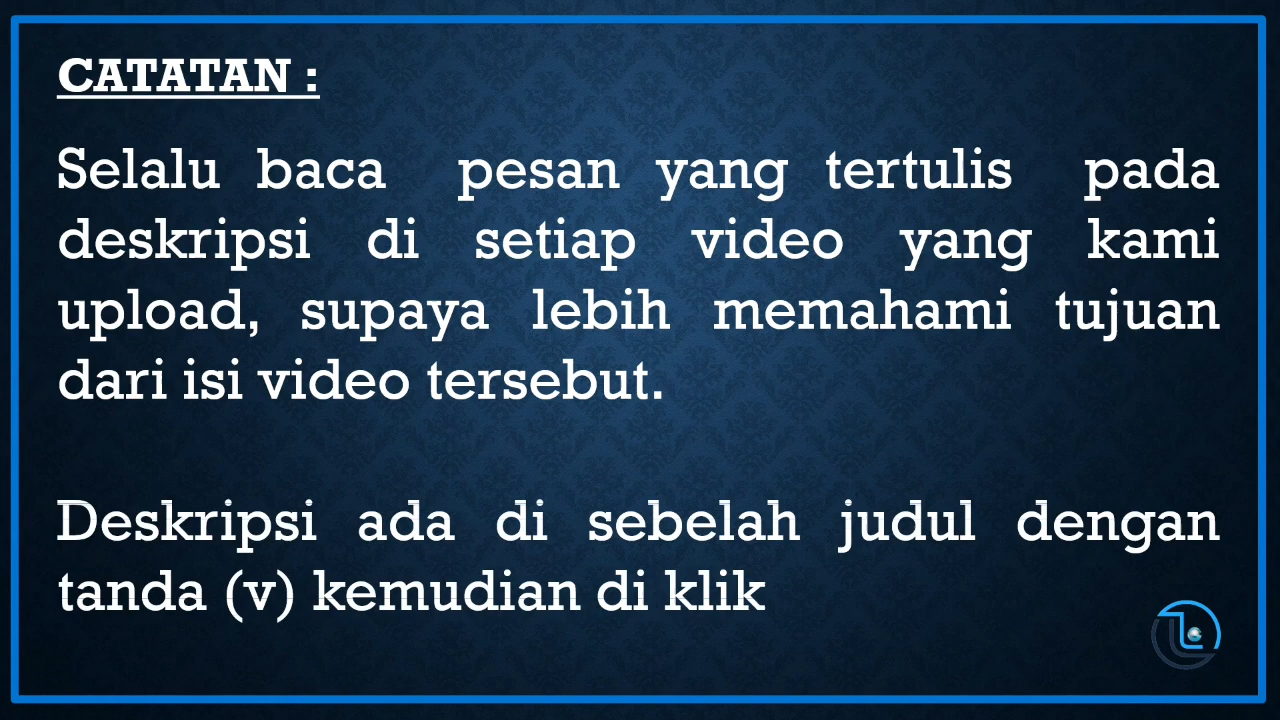 CATATAN :
Selalu baca pesan yang tertulis pada
deskripsi di setiap video yang kami
upload, supaya lebih memahami tujuan
dari isi video tersebut.
Deskripsi ada di sebelah judul dengan
tanda (v) kemudian di klik